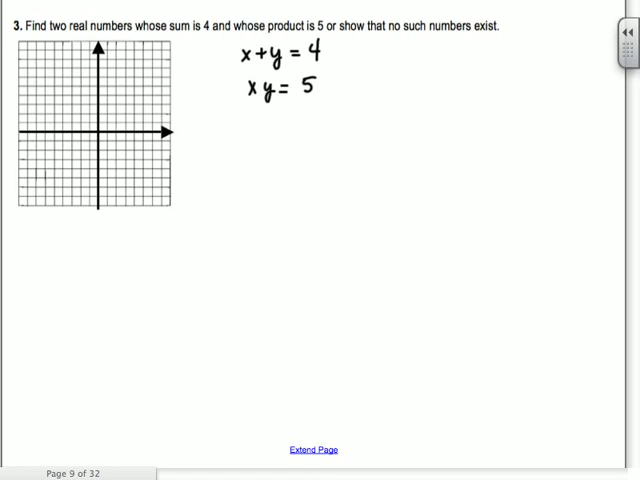 3. Find two real numbers whose sum is 4 and whose product is 5 or show that no such numbers exist.
x + y = 4
x y = 5
Extend Page
Page 9 of 32